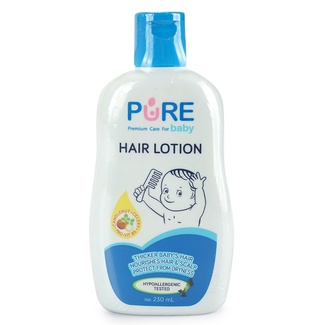 PURE
Premium Care For baby
HAIR LOTION
THICKER BABY'S HAIR
NOURISHES HAIR & SCALP
PROTECT FROM DRYNESS
HYPOALLERGENIC
TESTED
Net. 230 mL